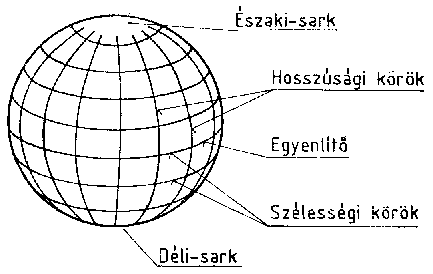 Északi-sark
Hosszúsági körök
Egyenlítő
Szélességi körök
Déli-sark